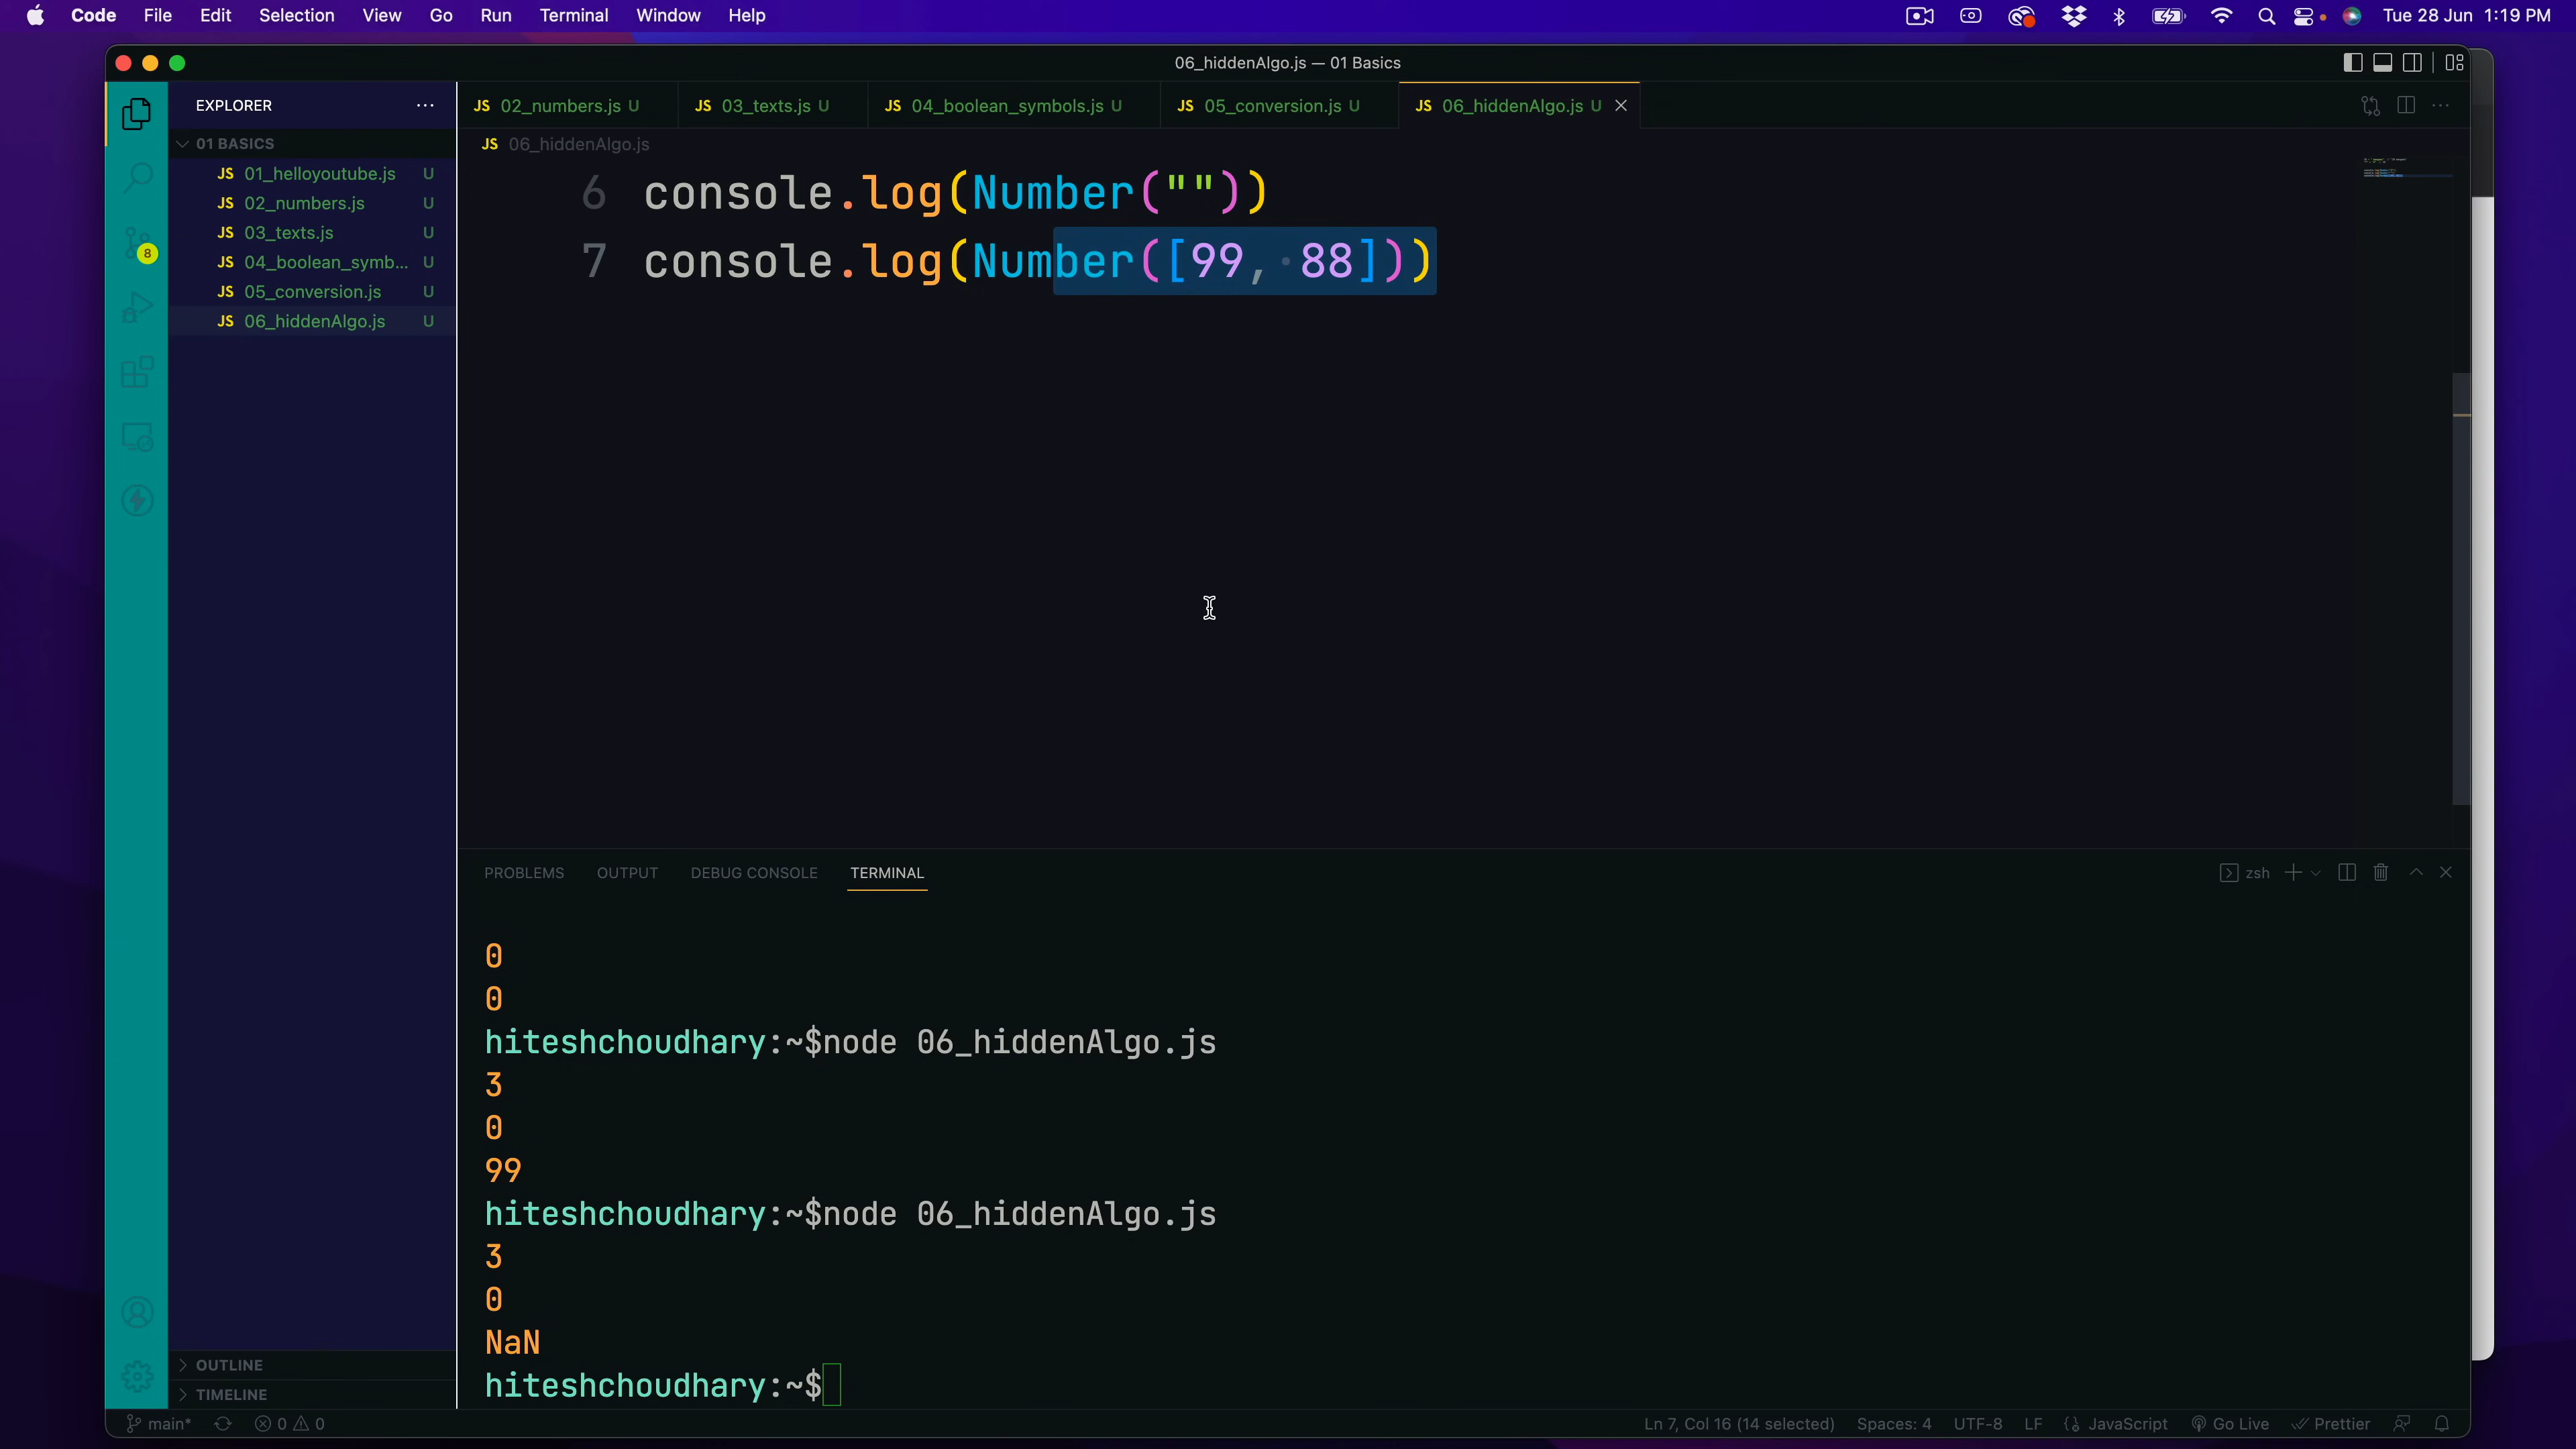 Code File Edit Selection View Go Run Terminal Window Help Tue 28 Jun 1:19 PM
06_hiddenAlgo.js — 01 Basics
EXPLORER
JS 02_numbers.js U JS 03_texts.js U JS 04_boolean_symbols.js U JS 05_conversion.js U JS 06_hiddenAlgo.js U
01 BASICS
JS 01_helloyoutube.js U
JS 02_numbers.js U
JS 03_texts.js U
JS 04_boolean_symb... U
JS 05_conversion.js U
JS 06_hiddenAlgo.js U
8
JS 06_hiddenAlgo.js
6 console.log(Number(""))
7 console.log(Number([99, 88]))
PROBLEMS OUTPUT DEBUG CONSOLE TERMINAL zsh
0
0
hiteshchoudhary:~$node 06_hiddenAlgo.js
3
0
99
hiteshchoudhary:~$node 06_hiddenAlgo.js
3
0
NaN
hiteshchoudhary:~$
OUTLINE
TIMELINE
main* 0 0 Ln 7, Col 16 (14 selected) Spaces: 4 UTF-8 LF JavaScript Go Live Prettier